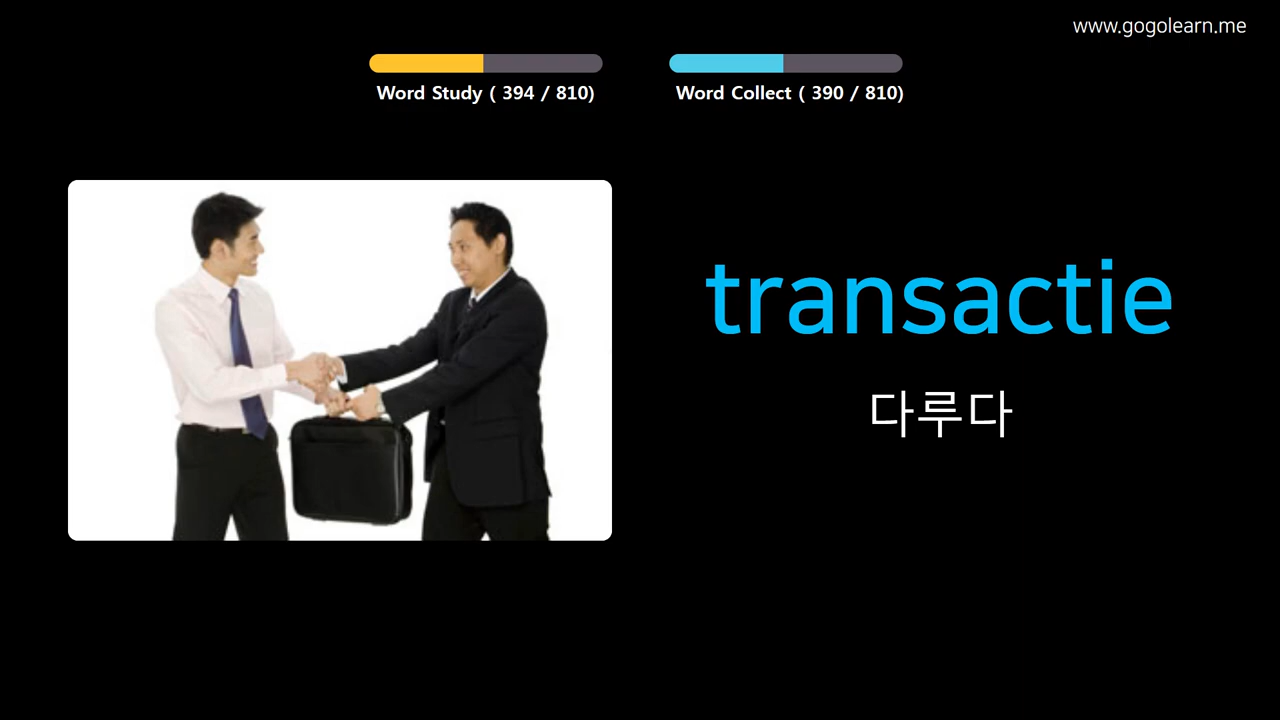 www.gogolearn.me
Word Study ( 394 / 810)
Word Collect ( 390 / 810)
transactie
다루다